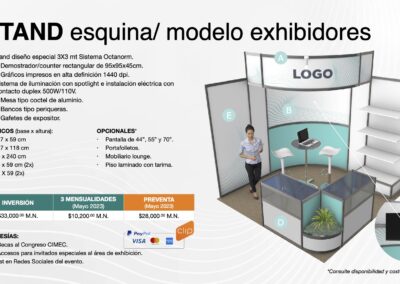 TAND esquina/ modelo exhibidores
and diseño especial 3X3 mt Sistema Octanorm.
Demostrador/counter rectangular de 95x95x45cm.
Gráficos impresos en alta definición 1440 dpi.
stema de iluminación con spotlight e instalación eléctrica con
ontacto duplex 500W/110V.
Mesa tipo coctel de aluminio.
Bancos tipo periqueras.
Gafetes de expositor.
ICOS (base x altura):
7 x 59 cm
7 x 118 cm
x 240 cm
x 59 cm (2x)
X 59 (2x)
OPCIONALES*
Pantalla de 44", 55" y 70".
Portafolletos.
Mobiliario lounge.
Piso laminado con tarima.
INVERSIÓN
3 MENSUALIDADES
(Mayo 2023)
PREVENTA
(Mayo 2023)
$33,000.00 M.N.
$10,200.00 M.N.
$28,000.00 M.N.
ESÍAS:
Becas al Congreso CIMEC.
Accesos para invitados especiales al área de exhibición.
st en Redes Sociales del evento.
PayPal
VISA
clip
A
LOGO
E
B
D
*Consulte disponibilidad y cost